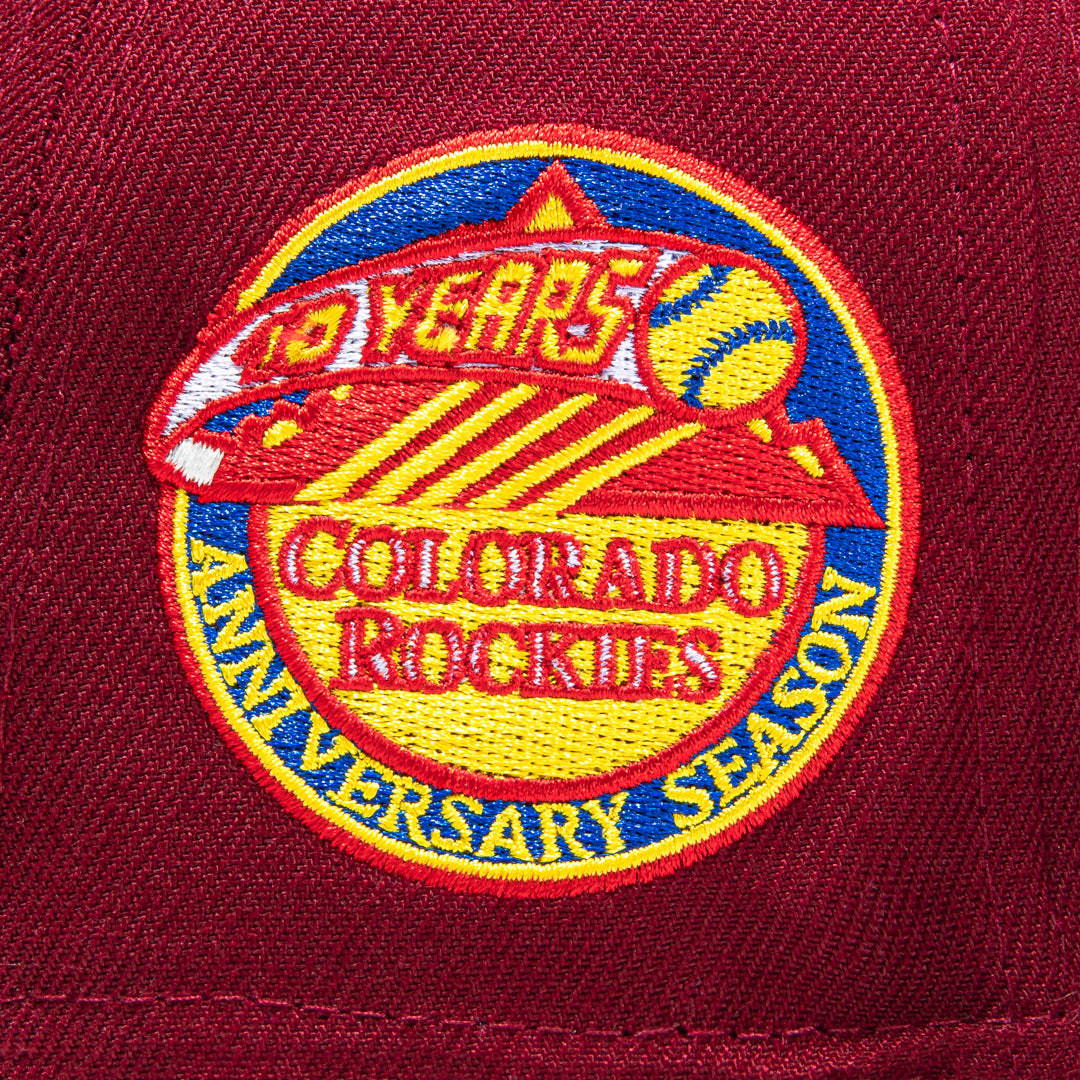 10 YEARS
COLORADO
ROCKIES
ANNIVERSARY SEASON